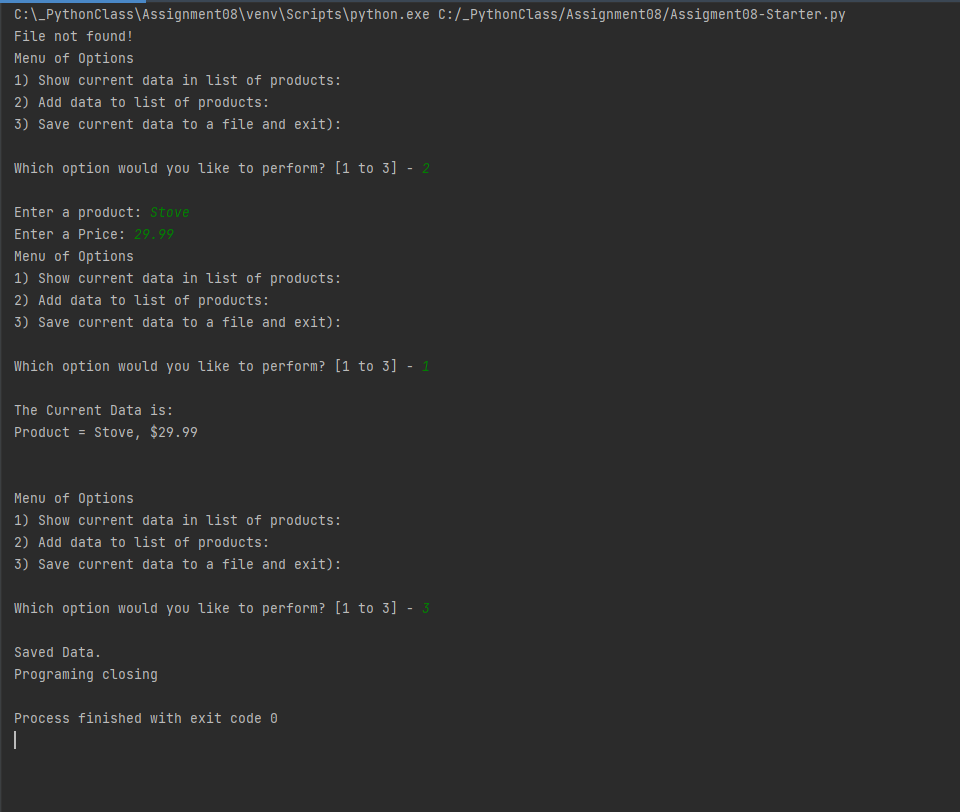 C:\_PythonClass\Assignment08\venv\Scripts\python.exe C:/_PythonClass/Assignment08/Assigment08-Starter.py
File not found!
Menu of Options
1) Show current data in list of products:
2) Add data to list of products:
3) Save current data to a file and exit):
Which option would you like to perform? [1 to 3] - 2
Enter a product: Stove
Enter a Price: 29.99
Menu of Options
1) Show current data in list of products:
2) Add data to list of products:
3) Save current data to a file and exit):
Which option would you like to perform? [1 to 3] - 1
The Current Data is:
Product = Stove, $29.99
Menu of Options
1) Show current data in list of products:
2) Add data to list of products:
3) Save current data to a file and exit):
Which option would you like to perform? [1 to 3] - 3
Saved Data.
Programing closing
Process finished with exit code 0